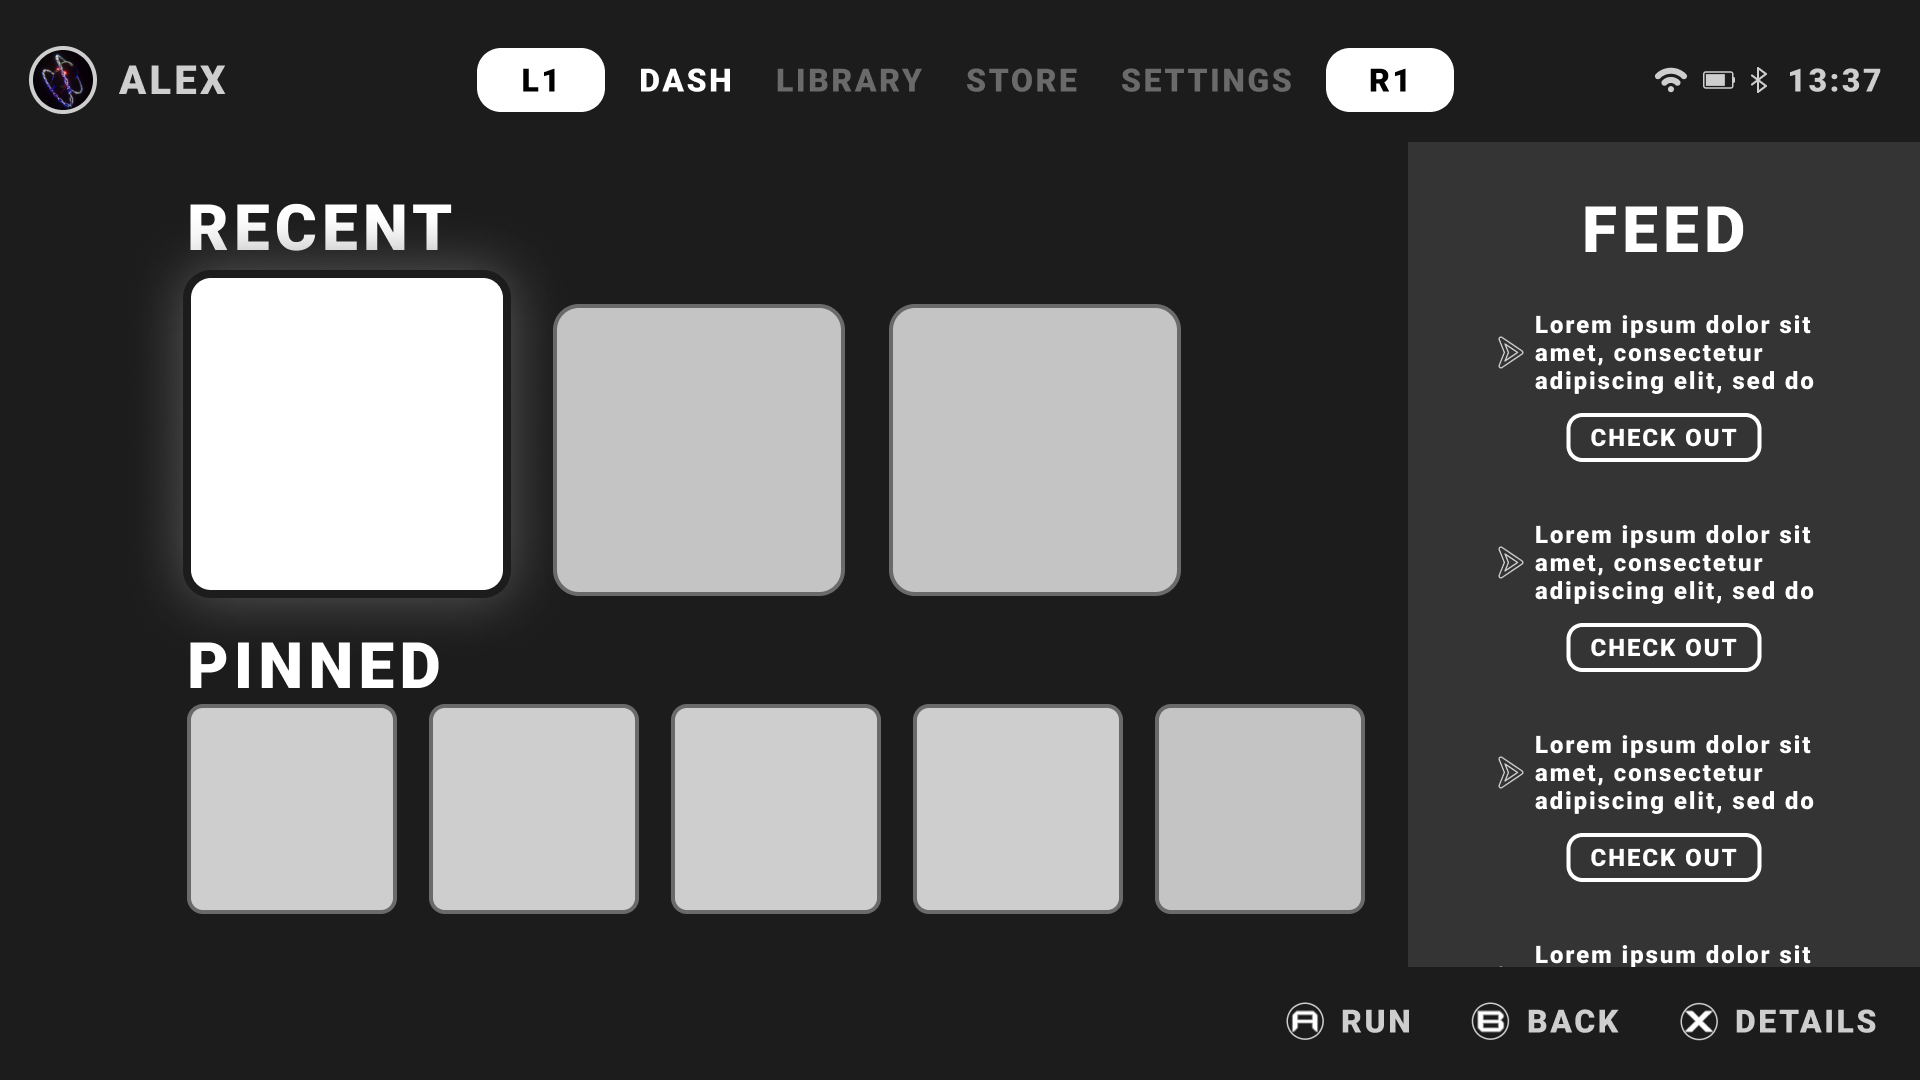 ALEX
L1 DASH LIBRARY STORE SETTINGS R1
13:37
RECENT
PINNED
FEED
Lorem ipsum dolor sit
amet, consectetur
adipiscing elit, sed do
CHECK OUT
Lorem ipsum dolor sit
amet, consectetur
adipiscing elit, sed do
CHECK OUT
Lorem ipsum dolor sit
amet, consectetur
adipiscing elit, sed do
CHECK OUT
Lorem ipsum dolor sit
A RUN B BACK X DETAILS